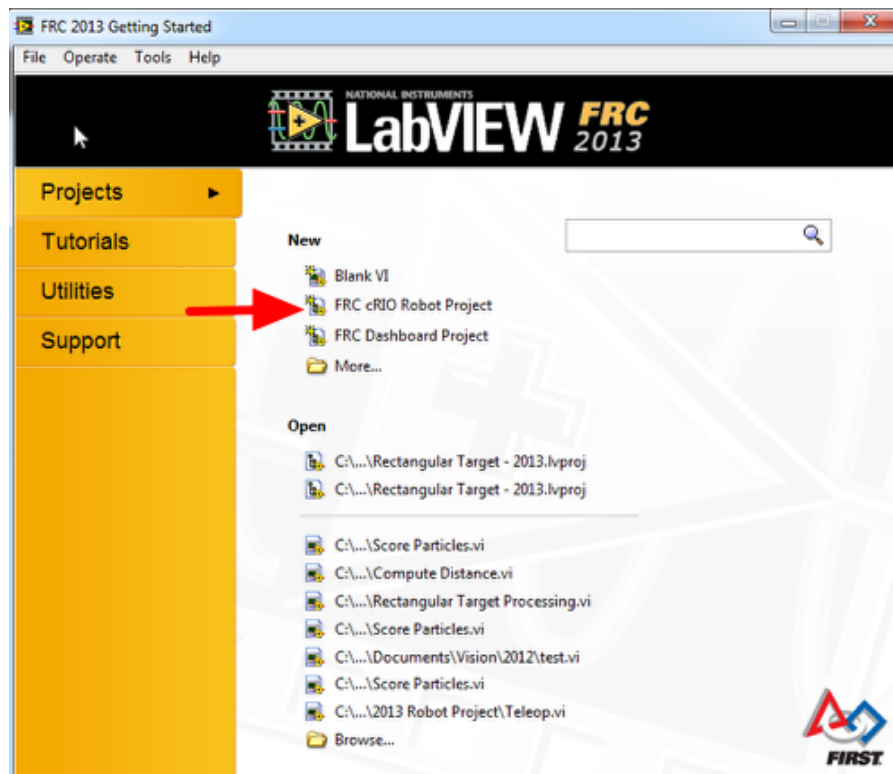 FRC 2013 Getting Started
File Operate Tools Help
NATIONAL INSTRUMENTS
LabVIEW FRC 2013
Projects
Tutorials
Utilities
Support
New
Blank VI
FRC cRIO Robot Project
FRC Dashboard Project
More...
Open
C:\...\Rectangular Target - 2013.lvproj
C:\...\Rectangular Target - 2013.lvproj
C:\...\Score Particles.vi
C:\...\Compute Distance.vi
C:\...\Rectangular Target Processing.vi
C:\...\Score Particles.vi
C:\...\Documents\Vision\2012\test.vi
C:\...\Score Particles.vi
C:\...\2013 Robot Project\Teleop.vi
Browse...
FIRST